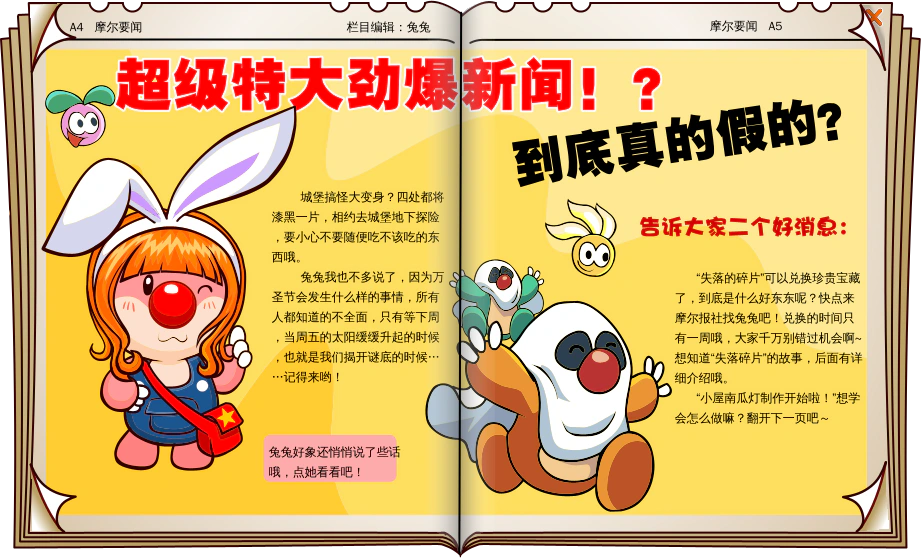 A4 摩尔要闻
栏目编辑：兔兔
摩尔要闻 A5
超级特大劲爆新闻！？
到底真的假的?
城堡搞怪大变身？四处都将
漆黑一片，相约去城堡地下探险
，要小心不要随便吃不该吃的东
西哦。
兔兔我也不多说了，因为万
圣节会发生什么样的事情，所有
人都知道的不全面，只有等下周
，当周五的太阳缓缓升起的时候
，也就是我们揭开谜底的时候…
…记得来哟！
兔兔好象还悄悄说了些话
哦，点她看看吧！
告诉大家二个好消息：
“失落的碎片”可以兑换珍贵宝藏
了，到底是什么好东东呢？快点来
摩尔报社找兔兔吧！兑换的时间只
有一周哦，大家千万别错过机会啊~
想知道“失落碎片”的故事，后面有详
细介绍哦。
“小屋南瓜灯制作开始啦！”想学
会怎么做嘛？翻开下一页吧～